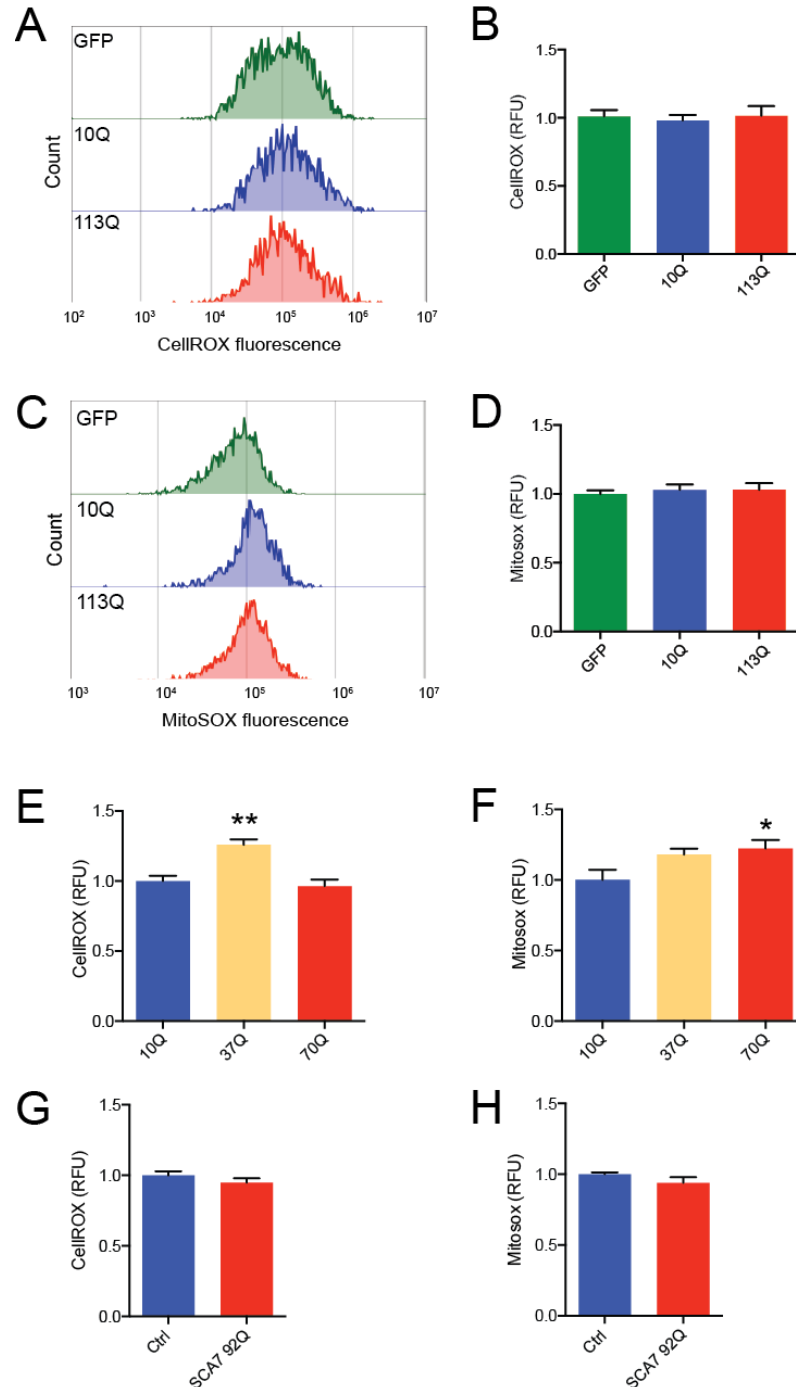 A
GFP
10Q
113Q
Count
10² 10³ 10⁴ 10⁵ 10⁶ 10⁷
CellROX fluorescence
B
CellROX (RFU)
1.5
1.0
0.5
0.0
GFP 10Q 113Q
C
GFP
10Q
113Q
Count
10³ 10⁴ 10⁵ 10⁶ 10⁷
MitoSOX fluorescence
D
Mitosox (RFU)
1.5
1.0
0.5
0.0
GFP 10Q 113Q
E
CellROX (RFU)
1.5
1.0
0.5
0.0
**
10Q 37Q 70Q
F
Mitosox (RFU)
1.5
1.0
0.5
0.0
*
10Q 37Q 70Q
G
CellROX (RFU)
1.5
1.0
0.5
0.0
Ctrl SCA7 92Q
H
Mitosox (RFU)
1.5
1.0
0.5
0.0
Ctrl SCA7 92Q